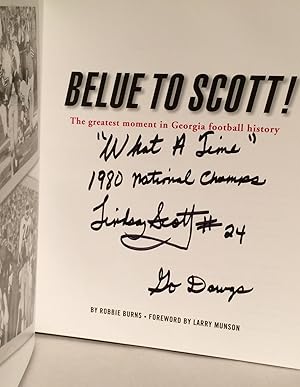 BELUE TO SCOTT!
The greatest moment in Georgia football history
"What A Time"
1980 National Champs
Lindsay Scott #24
Go Dawgs
BY ROBBIE BURNS • FOREWORD BY LARRY MUNSON